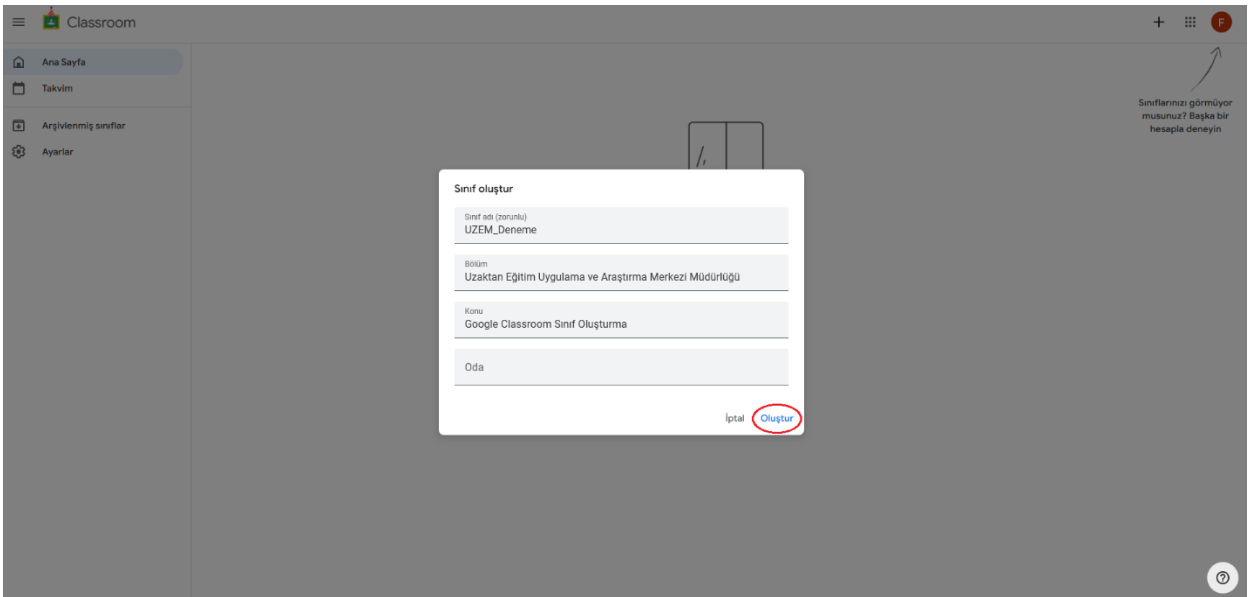 Classroom
F
Ana Sayfa
Takvim
Arşivlenmiş sınıflar
Ayarlar
Sınıflarınızı görmüyor
musunuz? Başka bir
hesapla deneyin
Sınıf oluştur
Sınıf adı (zorunlu)
UZEM_Deneme
Bölüm
Uzaktan Eğitim Uygulama ve Araştırma Merkezi Müdürlüğü
Konu
Google Classroom Sınıf Oluşturma
Oda
İptal Oluştur